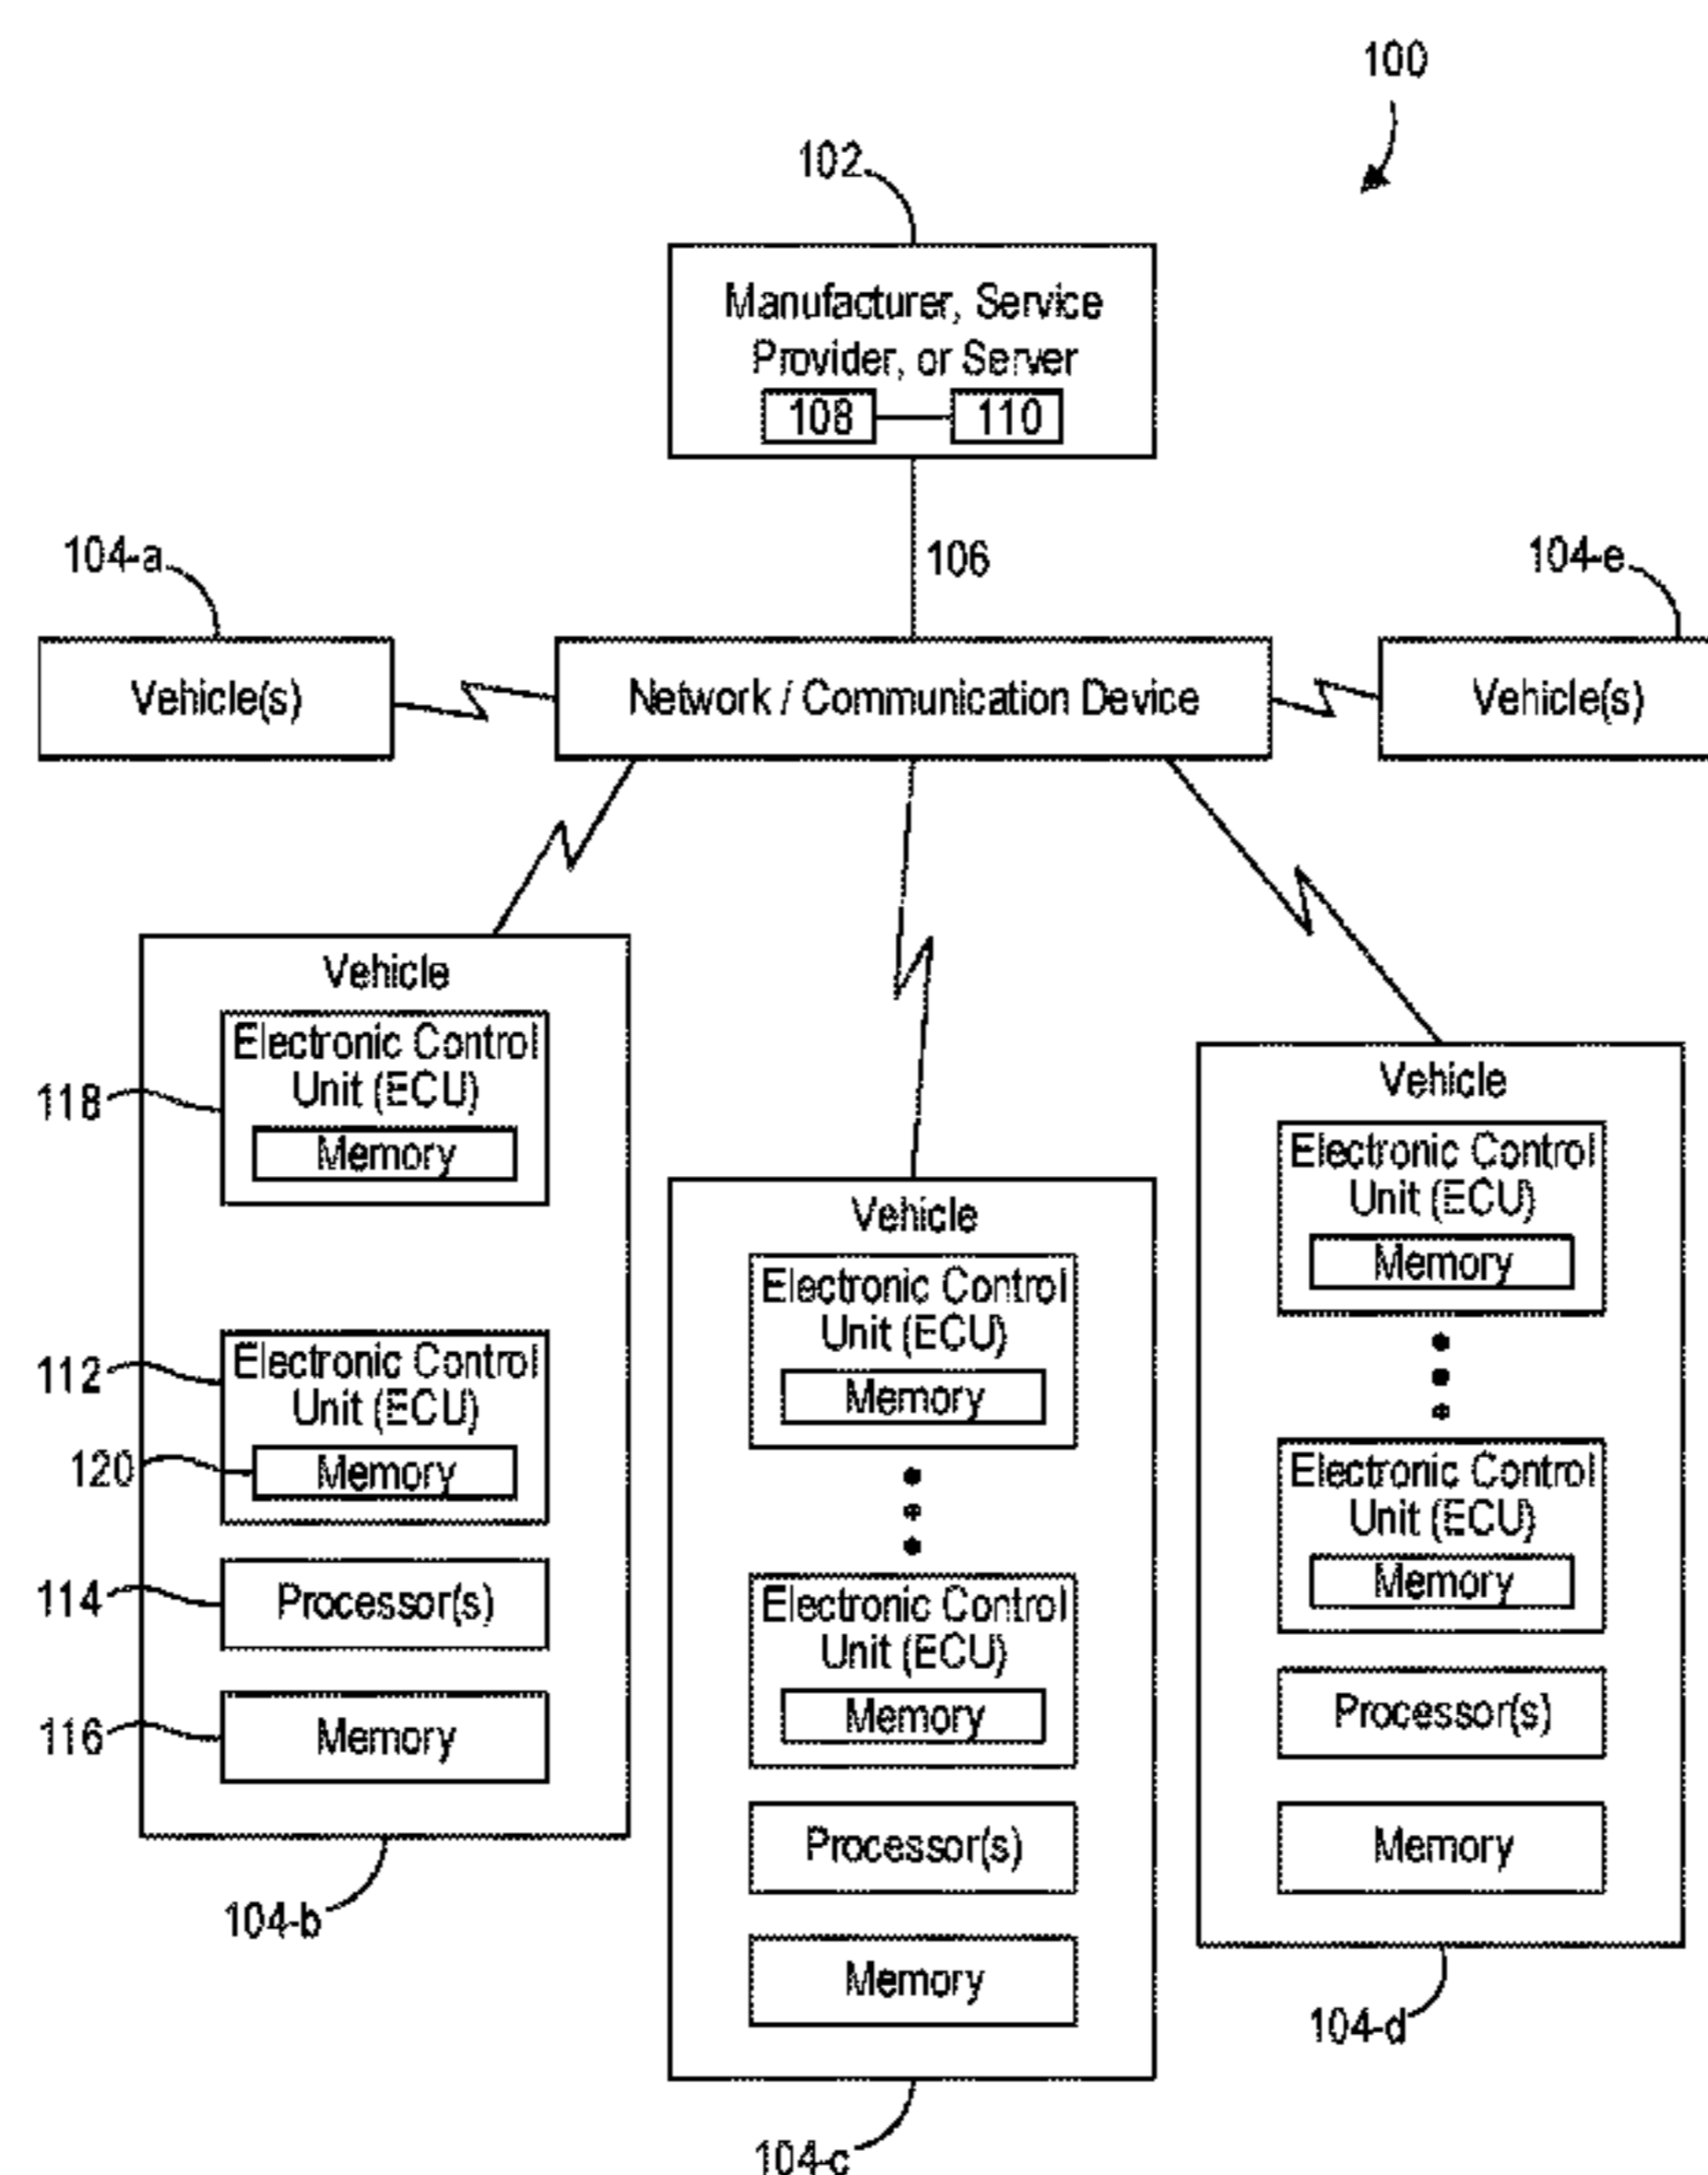 100
102
Manufacturer, Service
Provider, or Server
108
110
106
104-a
104-e
Vehicle(s)
Network / Communication Device
Vehicle(s)
Vehicle
Electronic Control
Unit (ECU)
Memory
118
Electronic Control
Unit (ECU)
Memory
112
120
Processor(s)
114
Memory
116
104-b
Vehicle
Electronic Control
Unit (ECU)
Memory
Electronic Control
Unit (ECU)
Memory
Processor(s)
Memory
104-c
Vehicle
Electronic Control
Unit (ECU)
Memory
Electronic Control
Unit (ECU)
Memory
Processor(s)
Memory
104-d